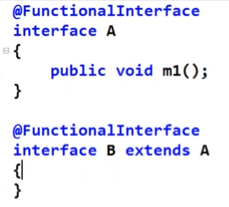 @FunctionalInterface
interface A
{
    public void m1();
}

@FunctionalInterface
interface B extends A
{
}